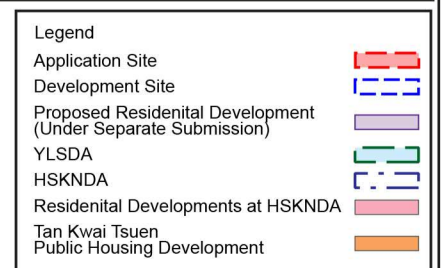 Legend
Application Site
Development Site
Proposed Residenital Development
(Under Separate Submission)
YLSDA
HSKNDA
Residenital Developments at HSKNDA
Tan Kwai Tsuen
Public Housing Development